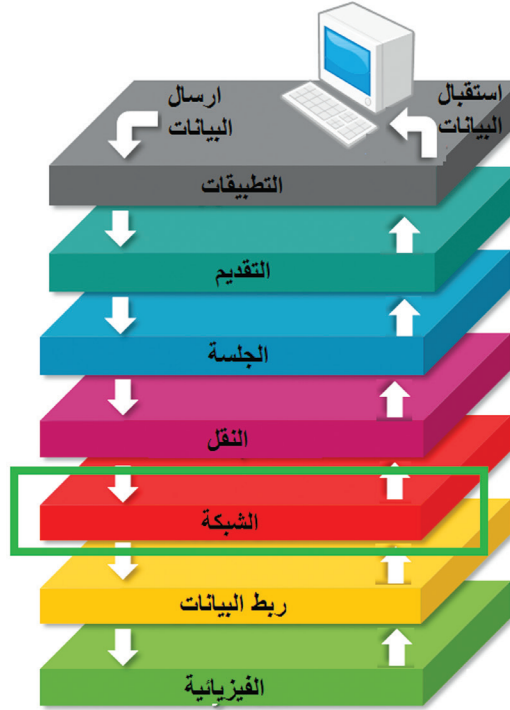 استقبال
البيانات
ارسال
البيانات
التطبيقات
التقديم
الجلسة
النقل
الشبكة
ربط البيانات
الفيزيائية